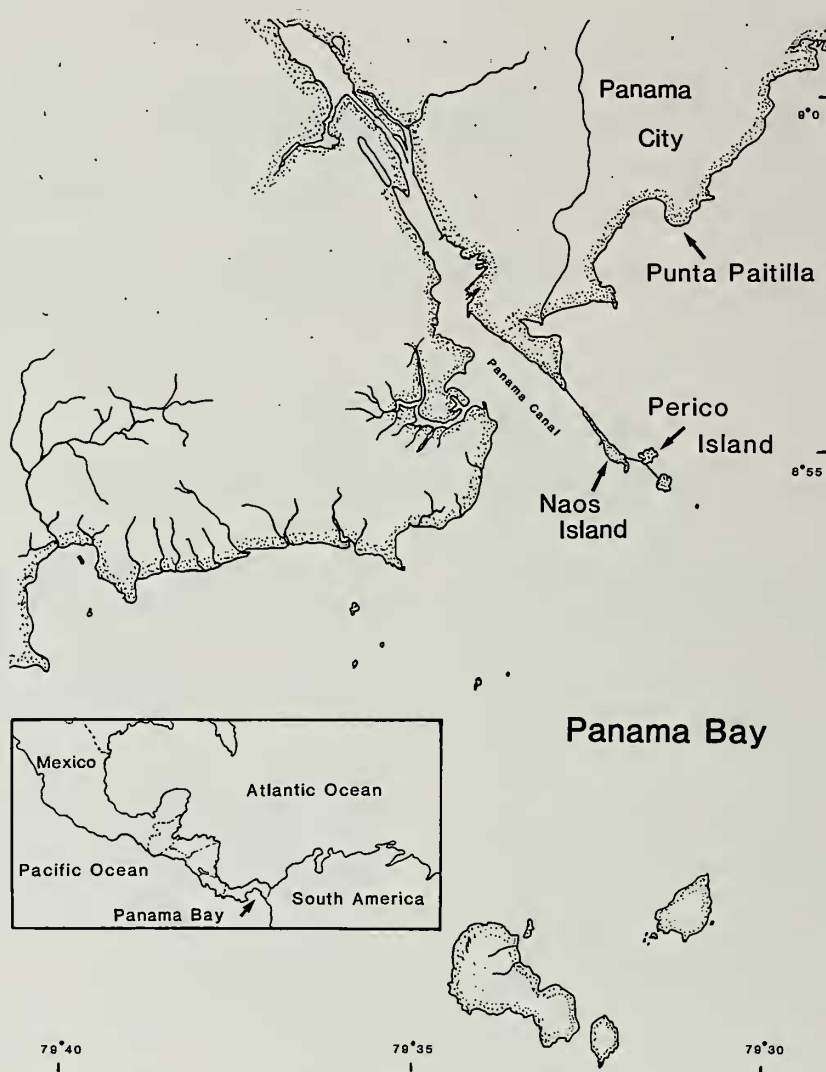 Panama
City
9°0
Punta Paitilla
Panama Canal
Perico
Island
8°55
Naos
Island
Panama Bay
Mexico
Atlantic Ocean
Pacific Ocean
South America
Panama Bay
79°40
79°35
79°30